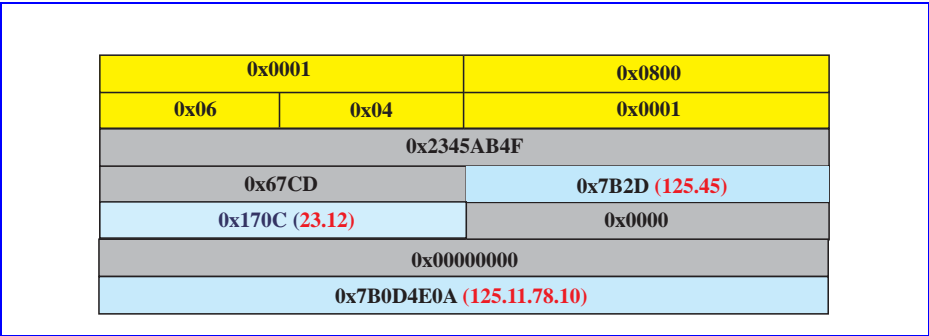 0x0001 0x0800
0x06 0x04 0x0001
0x2345AB4F
0x67CD 0x7B2D (125.45)
0x170C (23.12) 0x0000
0x00000000
0x7B0D4E0A (125.11.78.10)